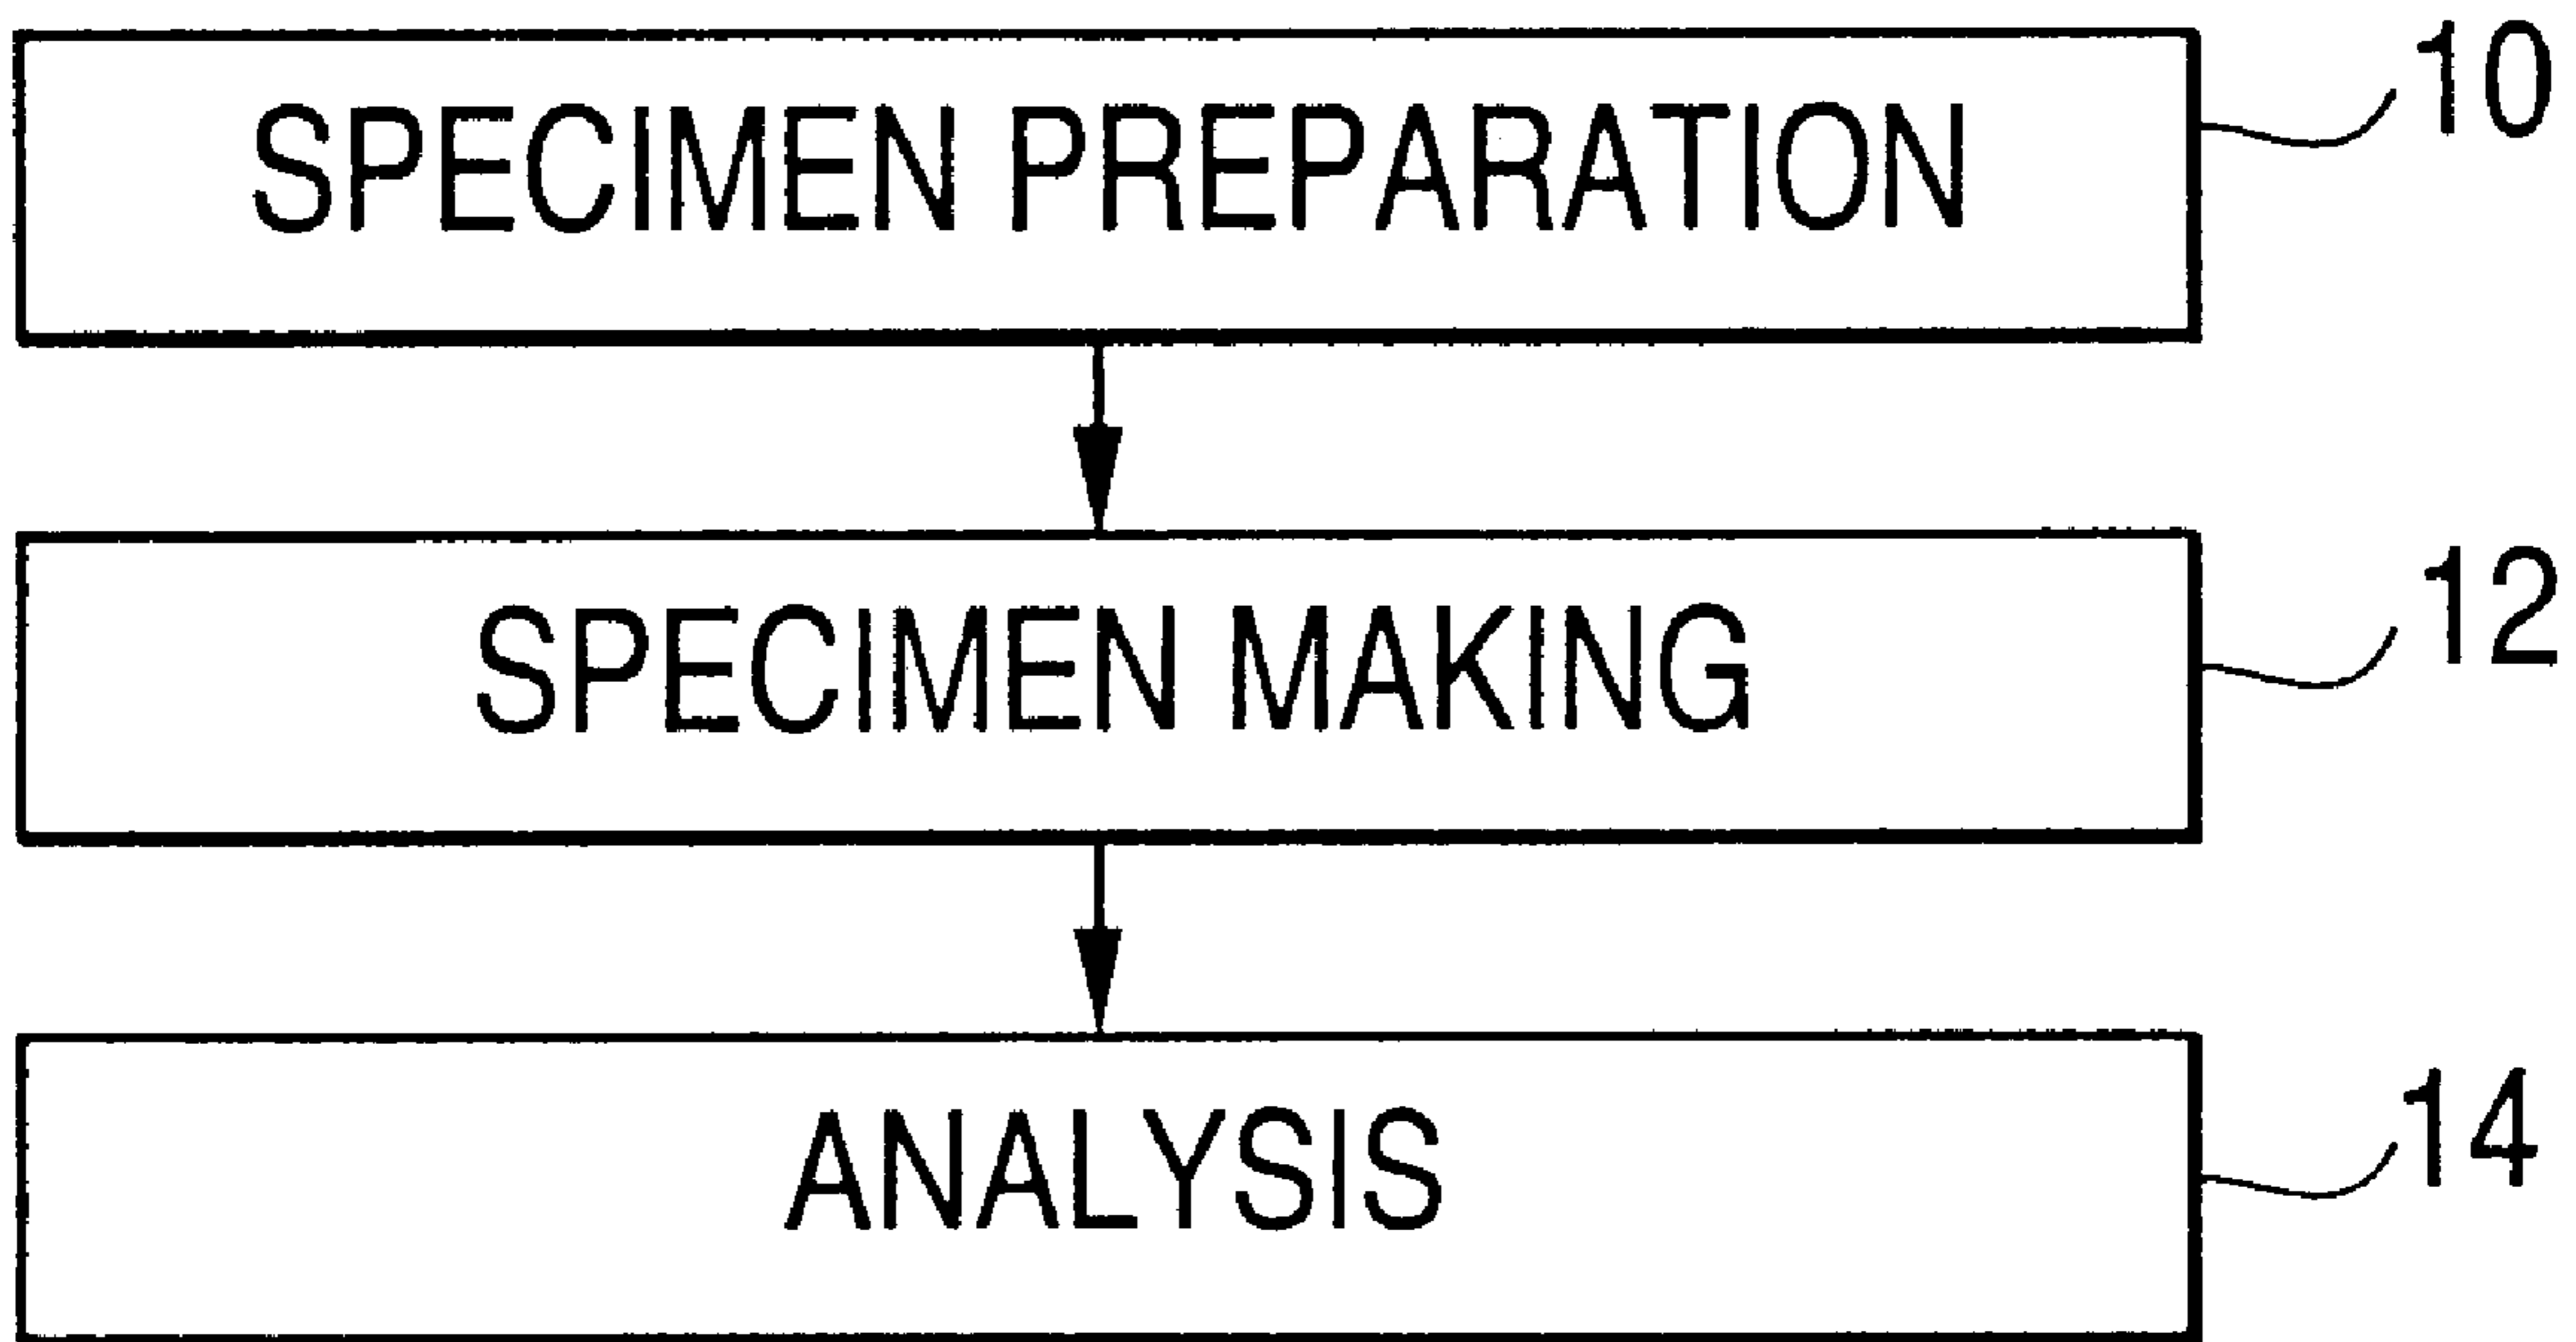 SPECIMEN PREPARATION
10
SPECIMEN MAKING
12
ANALYSIS
14